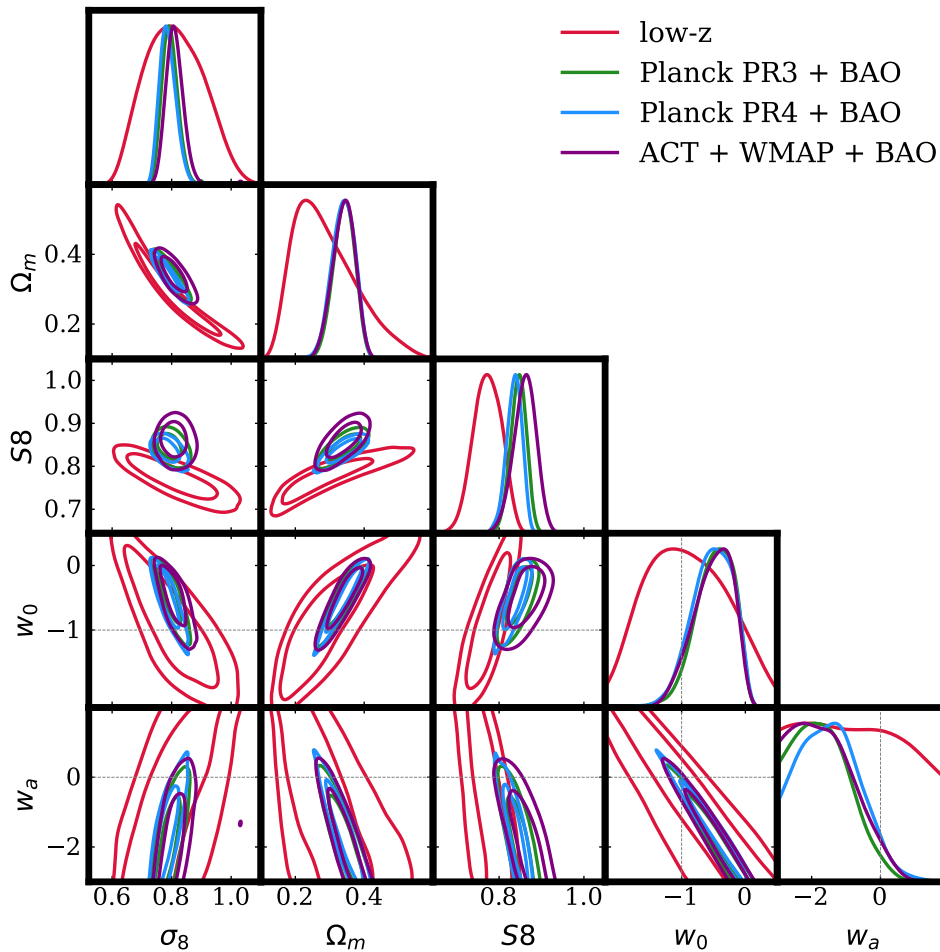 low-z
Planck PR3 + BAO
Planck PR4 + BAO
ACT + WMAP + BAO
Ωm
0.4
0.2
S8
1.0
0.9
0.8
0.7
w0
0
−1
wa
0
−2
0.6 0.8 1.0
0.2 0.4
0.8 1.0
−1 0
−2 0
σ8
Ωm
S8
w0
wa